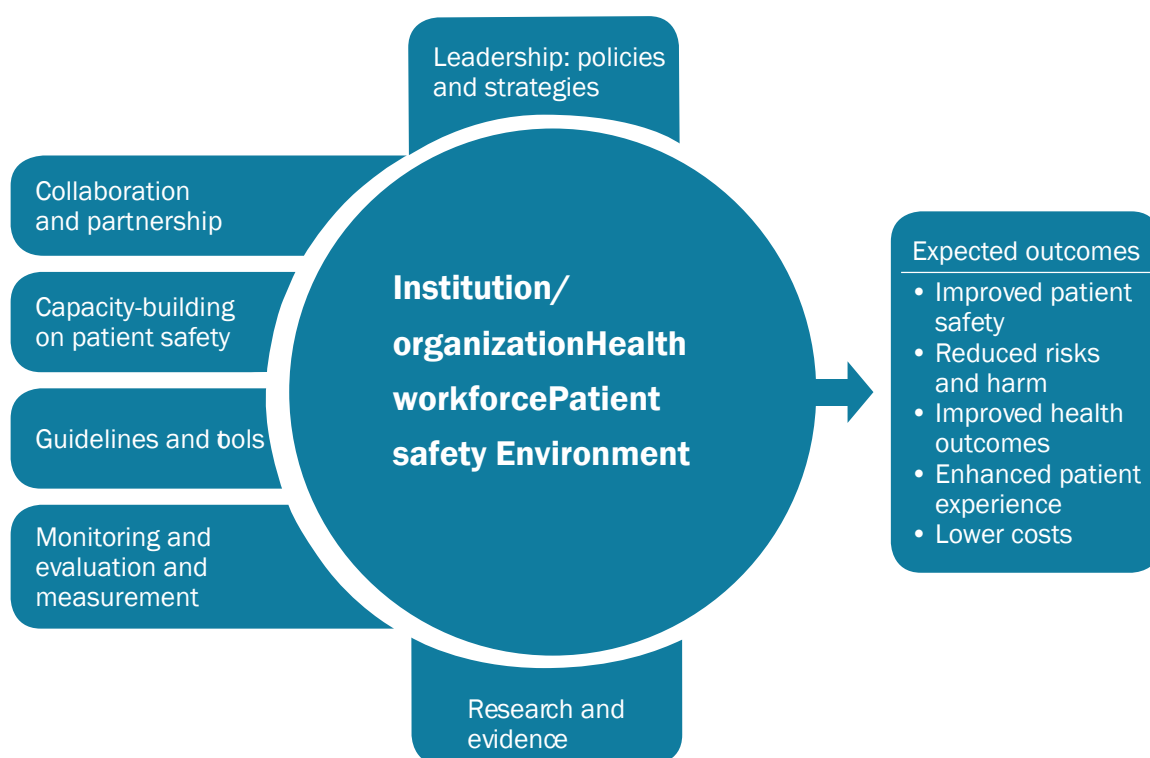 Leadership: policies
and strategies
Collaboration
and partnership
Capacity-building
on patient safety
Guidelines and tools
Monitoring and
evaluation and
measurement
Research and
evidence
Institution/
organizationHealth
workforcePatient
safety Environment
Expected outcomes
• Improved patient
safety
• Reduced risks
and harm
• Improved health
outcomes
• Enhanced patient
experience
• Lower costs